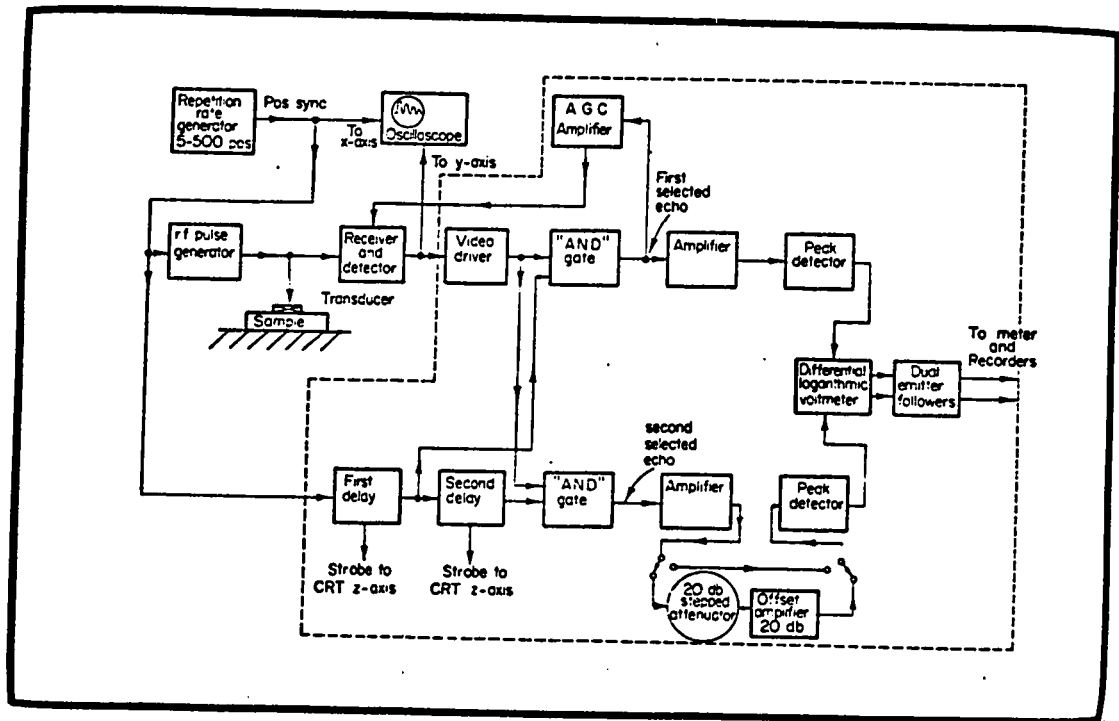 Repetition
rate
generator
5-500 pps
Pos sync
To
x-axis
Oscilloscope
To y-axis
A G C
Amplifier
First
selected
echo
rf pulse
generator
Receiver
and
detector
Video
driver
"AND"
gate
Amplifier
Peak
detector
Transducer
Sample
To meter
and
Recorders
Differential
logarithmic
voltmeter
Dual
emitter
followers
second
selected
echo
First
delay
Second
delay
"AND"
gate
Amplifier
Peak
detector
Strobe to
CRT z-axis
Strobe to
CRT z-axis
20 db
stepped
attenuator
Offset
amplifier
20 db